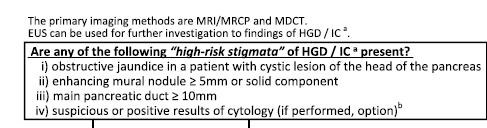 The primary imaging methods are MRI/MRCP and MDCT.
EUS can be used for further investigation to findings of HGD / IC a.
Are any of the following "high-risk stigmata" of HGD / IC a present?
i) obstructive jaundice in a patient with cystic lesion of the head of the pancreas
ii) enhancing mural nodule ≥ 5mm or solid component
iii) main pancreatic duct ≥ 10mm
iv) suspicious or positive results of cytology (if performed, option)b